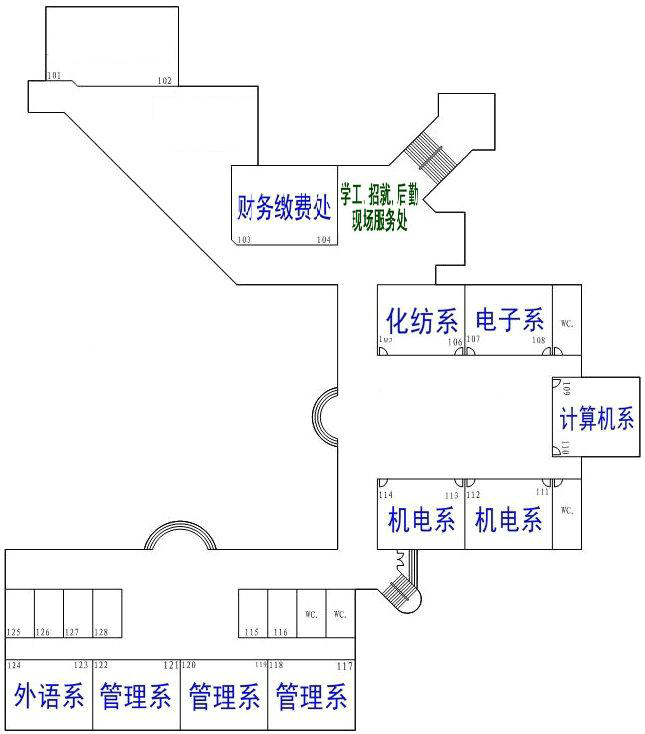 101
102
财务缴费处
103
104
学工.招就.后勤
现场服务处
化纺系
105
106
电子系
107
108
WC.
109
计算机系
110
114
113
机电系
112
111
机电系
WC.
125
126
127
128
115
116
WC.
WC.
124
123
外语系
122
121
管理系
120
119
管理系
118
117
管理系